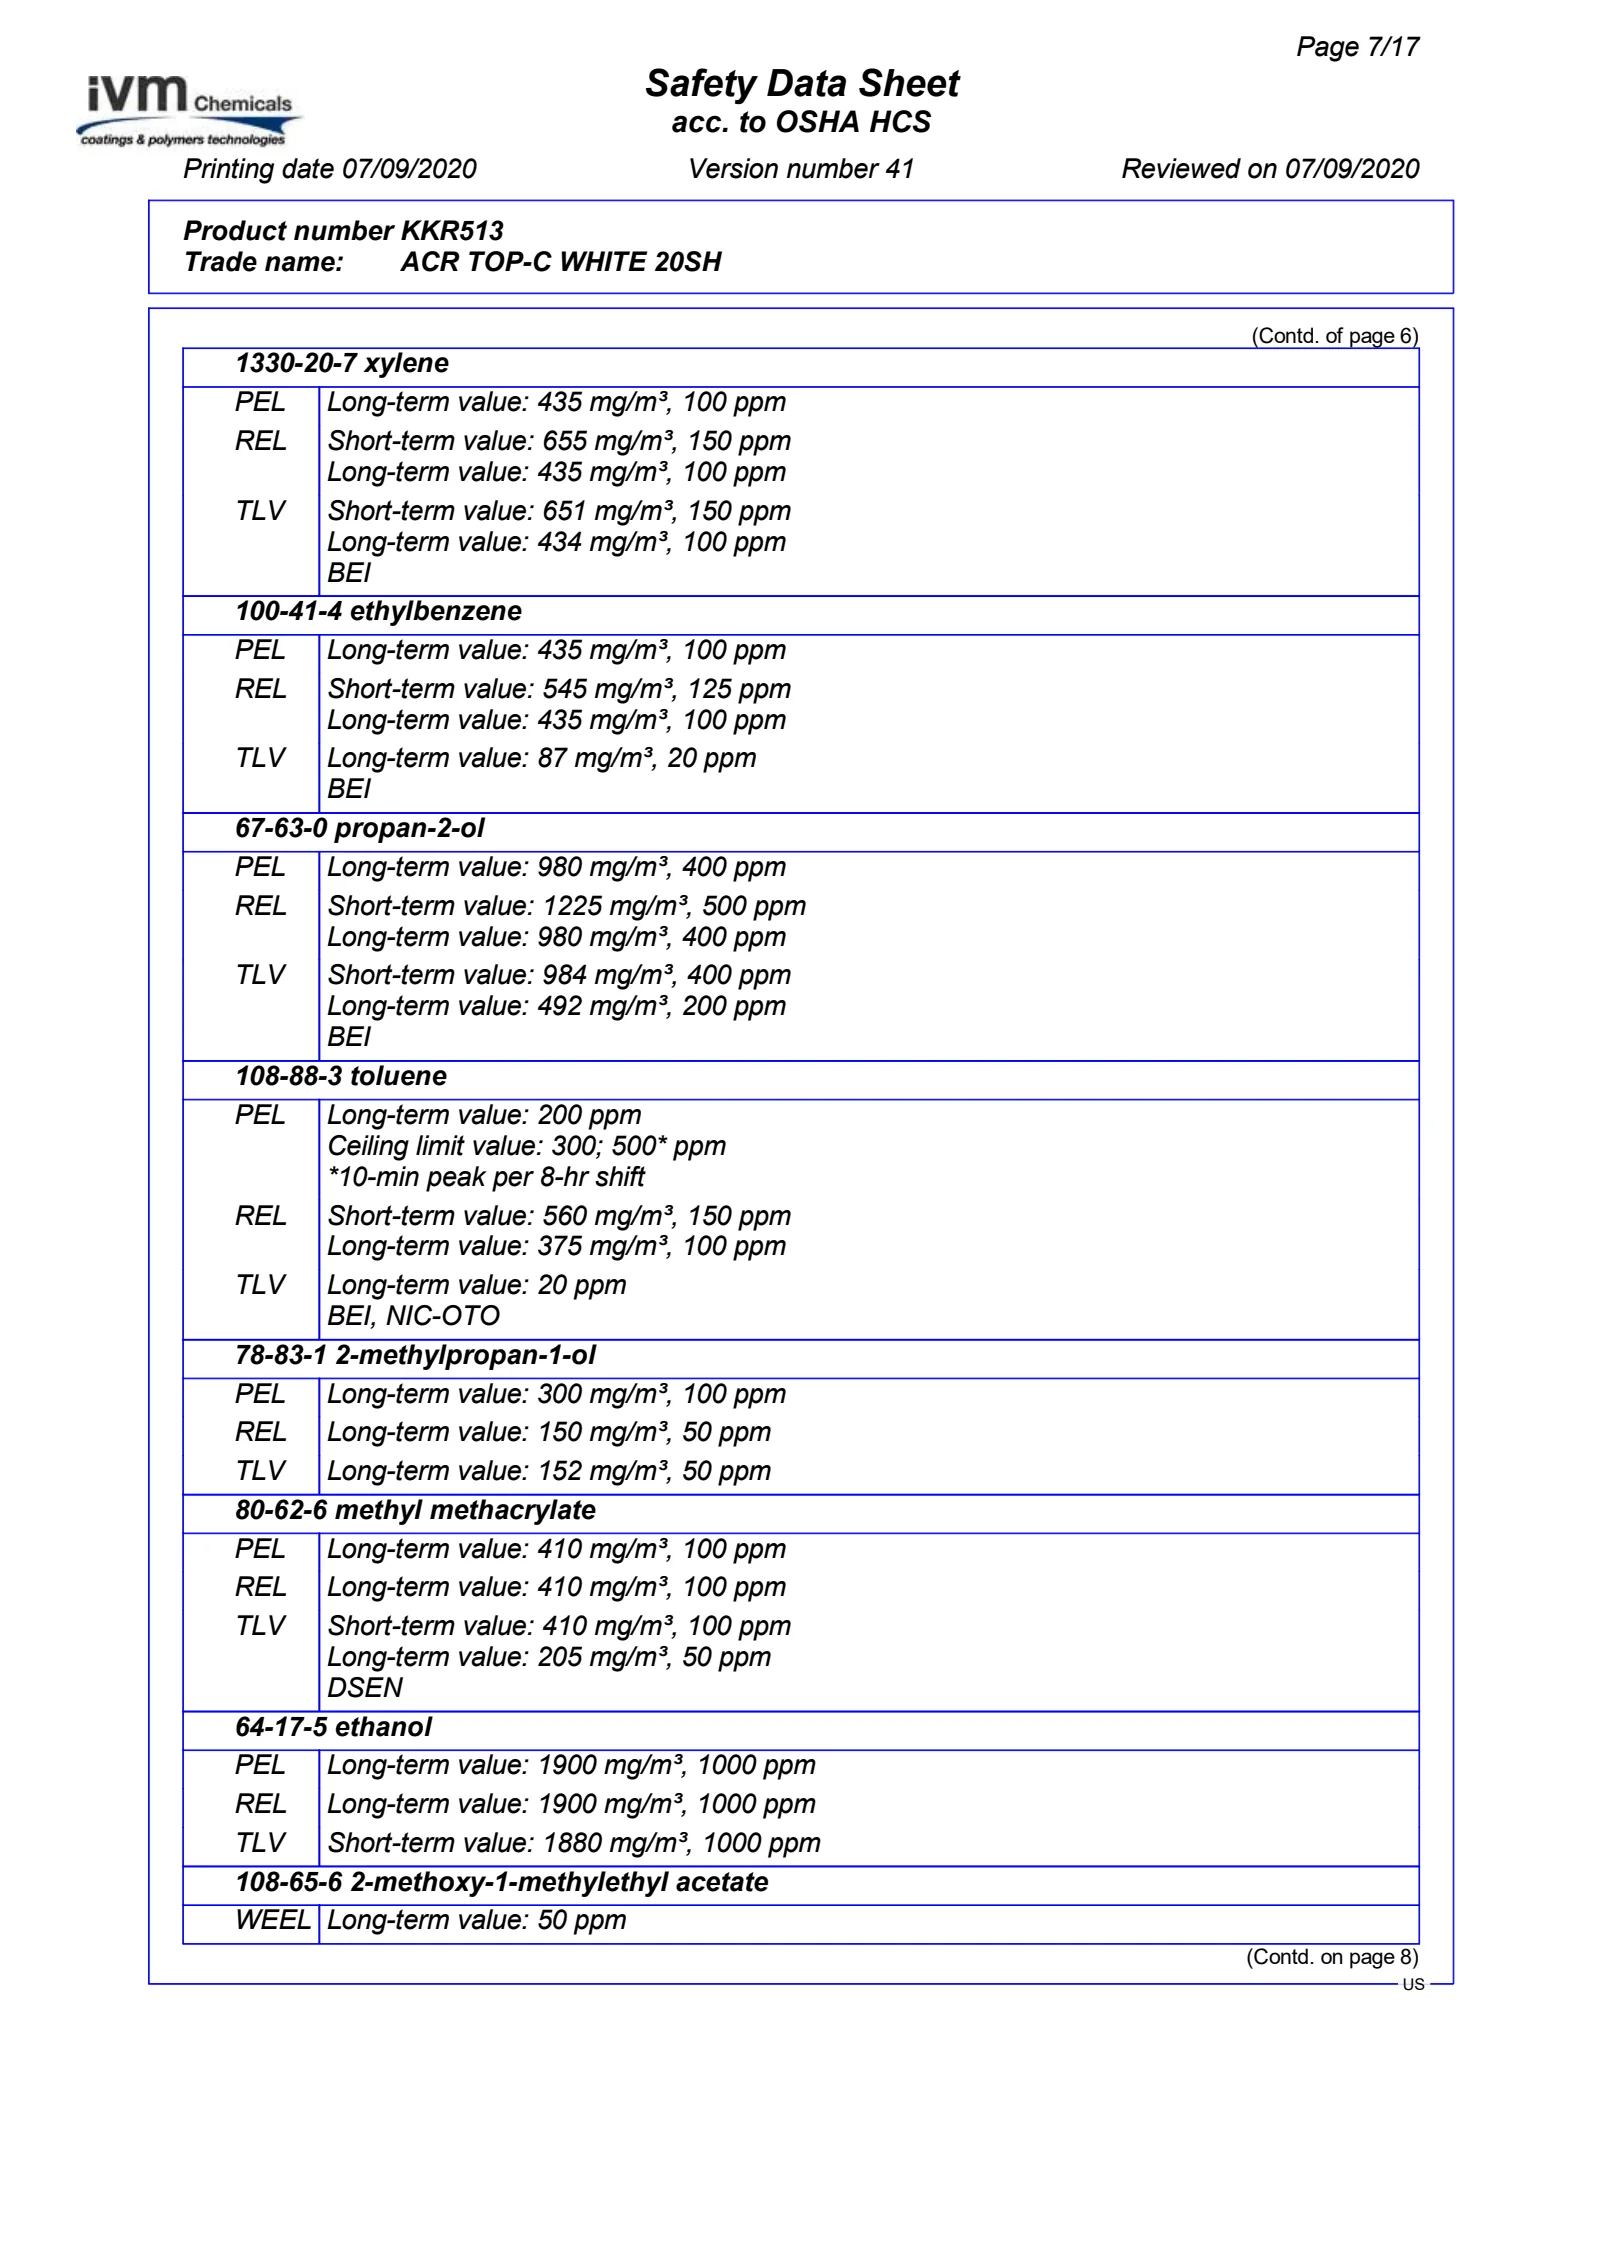 Page 7/17
ivm Chemicals
coatings & polymers technologies
Safety Data Sheet
acc. to OSHA HCS
Printing date 07/09/2020 Version number 41 Reviewed on 07/09/2020
Product number KKR513
Trade name: ACR TOP-C WHITE 20SH
(Contd. of page 6)
1330-20-7 xylene
PEL Long-term value: 435 mg/m³, 100 ppm
REL Short-term value: 655 mg/m³, 150 ppm
Long-term value: 435 mg/m³, 100 ppm
TLV Short-term value: 651 mg/m³, 150 ppm
Long-term value: 434 mg/m³, 100 ppm
BEI
100-41-4 ethylbenzene
PEL Long-term value: 435 mg/m³, 100 ppm
REL Short-term value: 545 mg/m³, 125 ppm
Long-term value: 435 mg/m³, 100 ppm
TLV Long-term value: 87 mg/m³, 20 ppm
BEI
67-63-0 propan-2-ol
PEL Long-term value: 980 mg/m³, 400 ppm
REL Short-term value: 1225 mg/m³, 500 ppm
Long-term value: 980 mg/m³, 400 ppm
TLV Short-term value: 984 mg/m³, 400 ppm
Long-term value: 492 mg/m³, 200 ppm
BEI
108-88-3 toluene
PEL Long-term value: 200 ppm
Ceiling limit value: 300; 500* ppm
*10-min peak per 8-hr shift
REL Short-term value: 560 mg/m³, 150 ppm
Long-term value: 375 mg/m³, 100 ppm
TLV Long-term value: 20 ppm
BEI, NIC-OTO
78-83-1 2-methylpropan-1-ol
PEL Long-term value: 300 mg/m³, 100 ppm
REL Long-term value: 150 mg/m³, 50 ppm
TLV Long-term value: 152 mg/m³, 50 ppm
80-62-6 methyl methacrylate
PEL Long-term value: 410 mg/m³, 100 ppm
REL Long-term value: 410 mg/m³, 100 ppm
TLV Short-term value: 410 mg/m³, 100 ppm
Long-term value: 205 mg/m³, 50 ppm
DSEN
64-17-5 ethanol
PEL Long-term value: 1900 mg/m³, 1000 ppm
REL Long-term value: 1900 mg/m³, 1000 ppm
TLV Short-term value: 1880 mg/m³, 1000 ppm
108-65-6 2-methoxy-1-methylethyl acetate
WEEL Long-term value: 50 ppm
(Contd. on page 8)
US